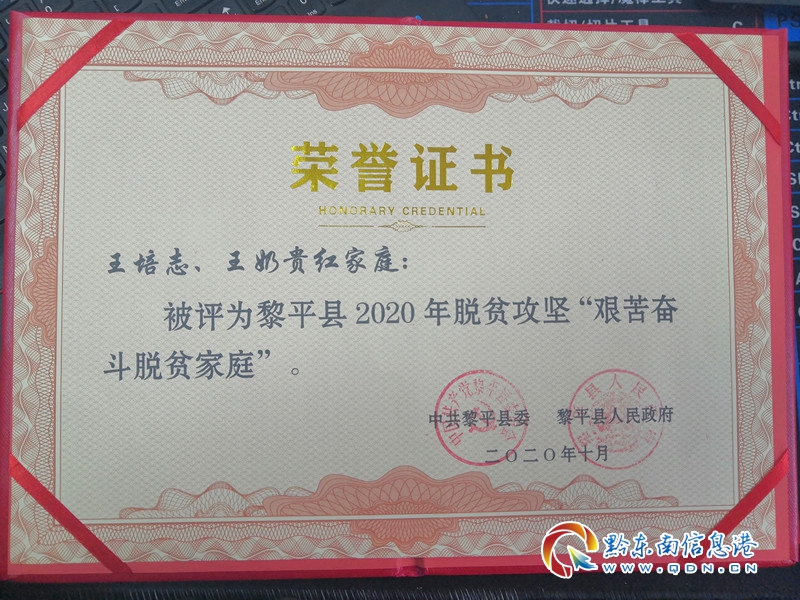 荣誉证书
HONORARY CREDENTIAL
王培志、王奶贵红家庭：
被评为黎平县2020年脱贫攻坚“艰苦奋
斗脱贫家庭”。
中共黎平县委 黎平县人民政府
二〇二〇年十月
黔东南信息港
WWW.QDN.CN